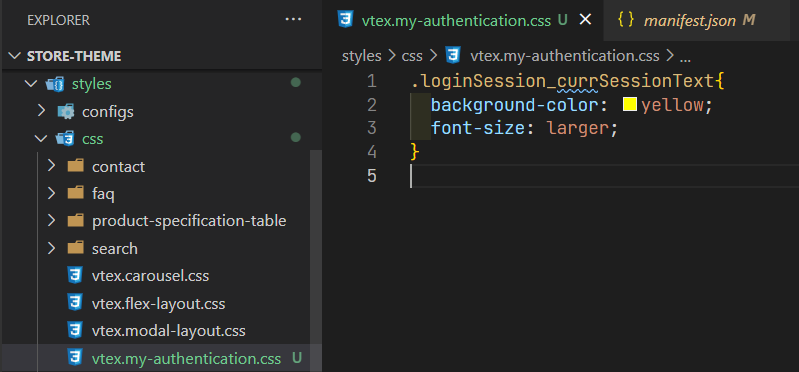 EXPLORER ...
STORE-THEME
styles
configs
css
contact
faq
product-specification-table
search
vtex.carousel.css
vtex.flex-layout.css
vtex.modal-layout.css
vtex.my-authentication.css U
vtex.my-authentication.css U
{ } manifest.json M
styles > css > vtex.my-authentication.css > ...
1 .loginSession_currSessionText{
2 background-color: yellow;
3 font-size: larger;
4 }
5